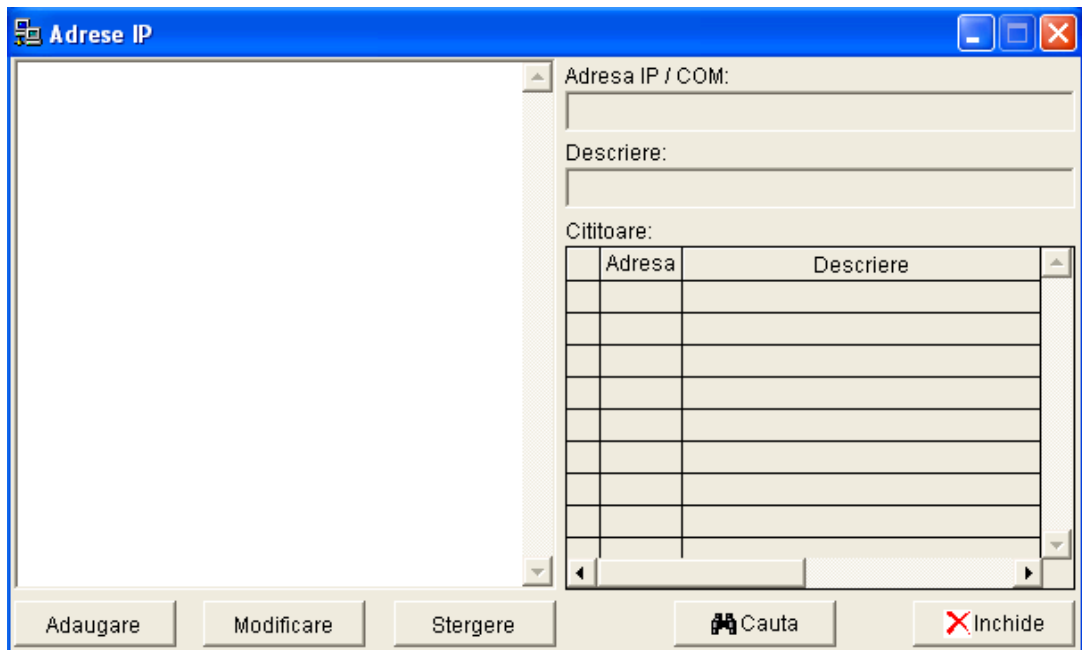 Adrese IP
Adresa IP / COM:
Descriere:
Cititoare:
Adresa Descriere
Adaugare Modificare Stergere Cauta Inchide